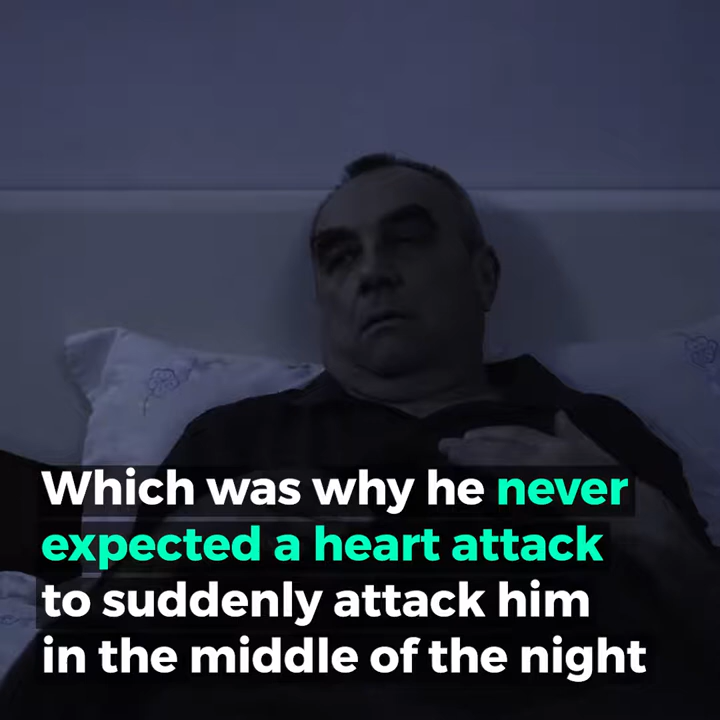 Which was why he never
expected a heart attack
to suddenly attack him
in the middle of the night